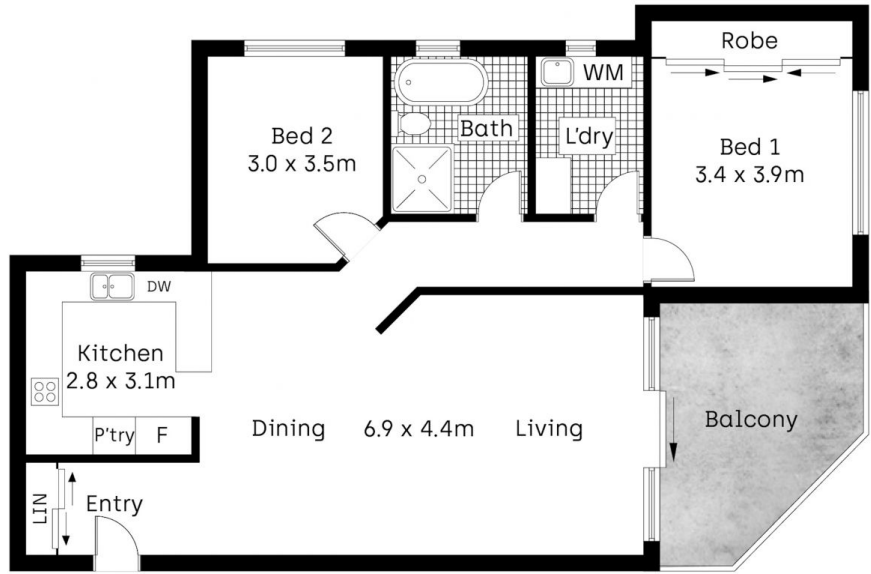 Robe
WM
Bath
L'dry
Bed 2
3.0 x 3.5m
Bed 1
3.4 x 3.9m
DW
Kitchen
2.8 x 3.1m
P'try
F
Dining
6.9 x 4.4m
Living
Balcony
LIN
Entry